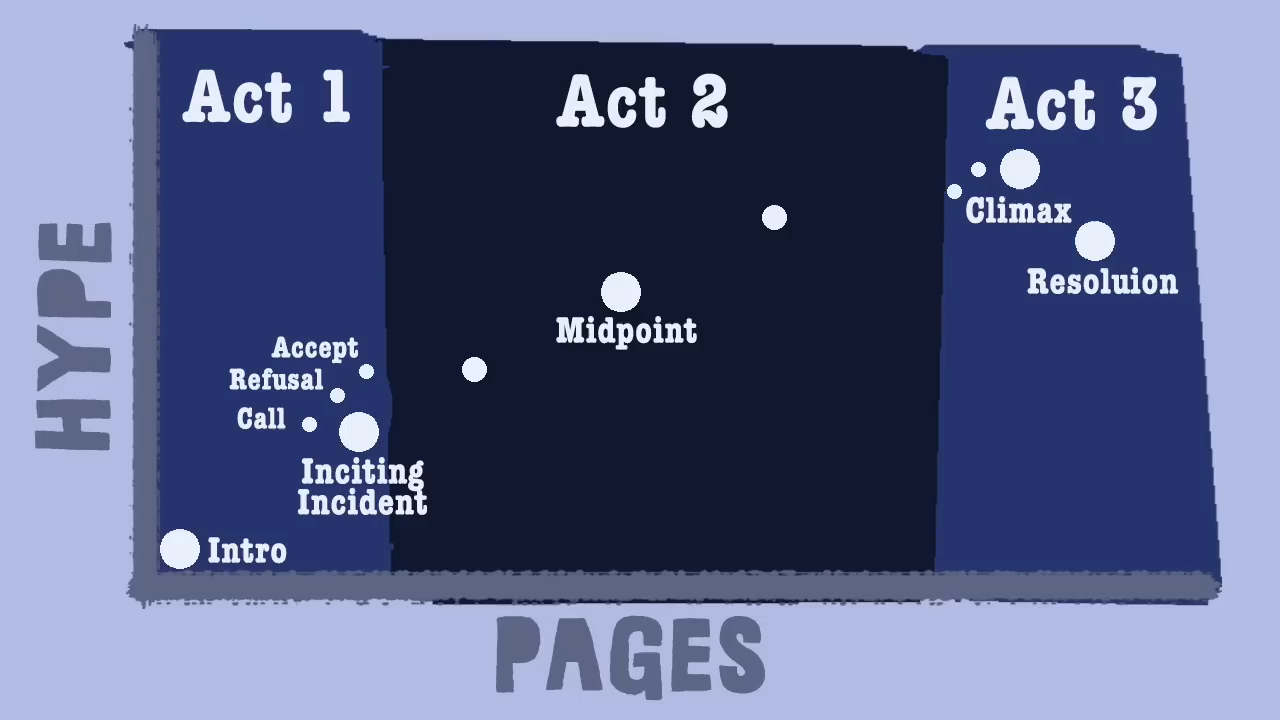 Act 1
Act 2
Act 3
HYPE
Climax
Resoluion
Midpoint
Accept
Refusal
Call
Inciting
Incident
Intro
PAGES